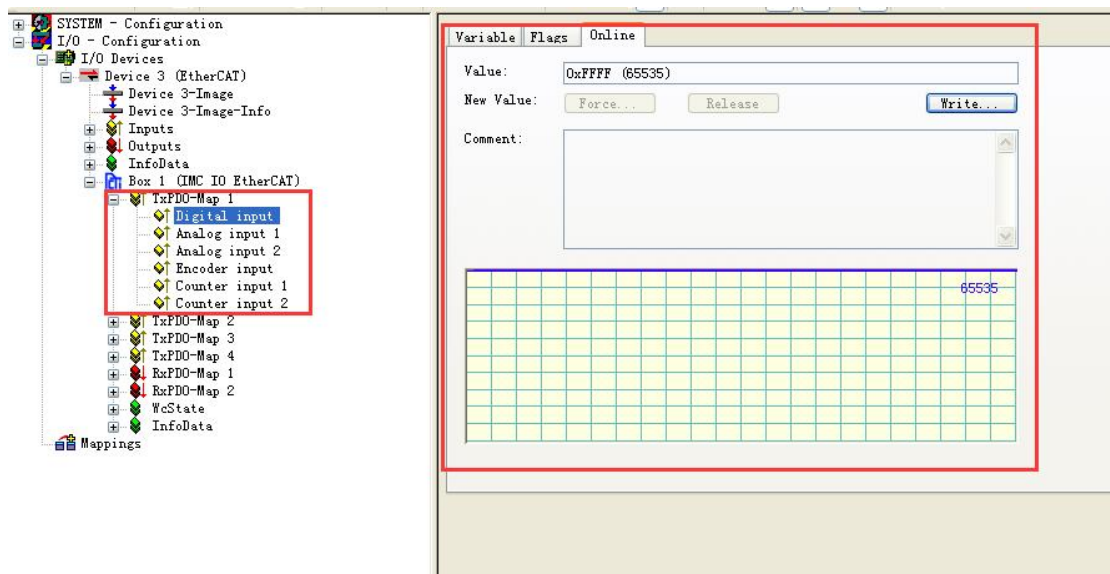 SYSTEM - Configuration
I/O - Configuration
I/O Devices
Device 3 (EtherCAT)
Device 3-Image
Device 3-Image-Info
Inputs
Outputs
InfoData
Box 1 (IMC IO EtherCAT)
TxPDO-Map 1
Digital input
Analog input 1
Analog input 2
Encoder input
Counter input 1
Counter input 2
TxPDO-Map 2
TxPDO-Map 3
TxPDO-Map 4
RxPDO-Map 1
RxPDO-Map 2
WcState
InfoData
Mappings
Variable Flags Online
Value: 0xFFFF (65535)
New Value: Force... Release Write...
Comment:
65535